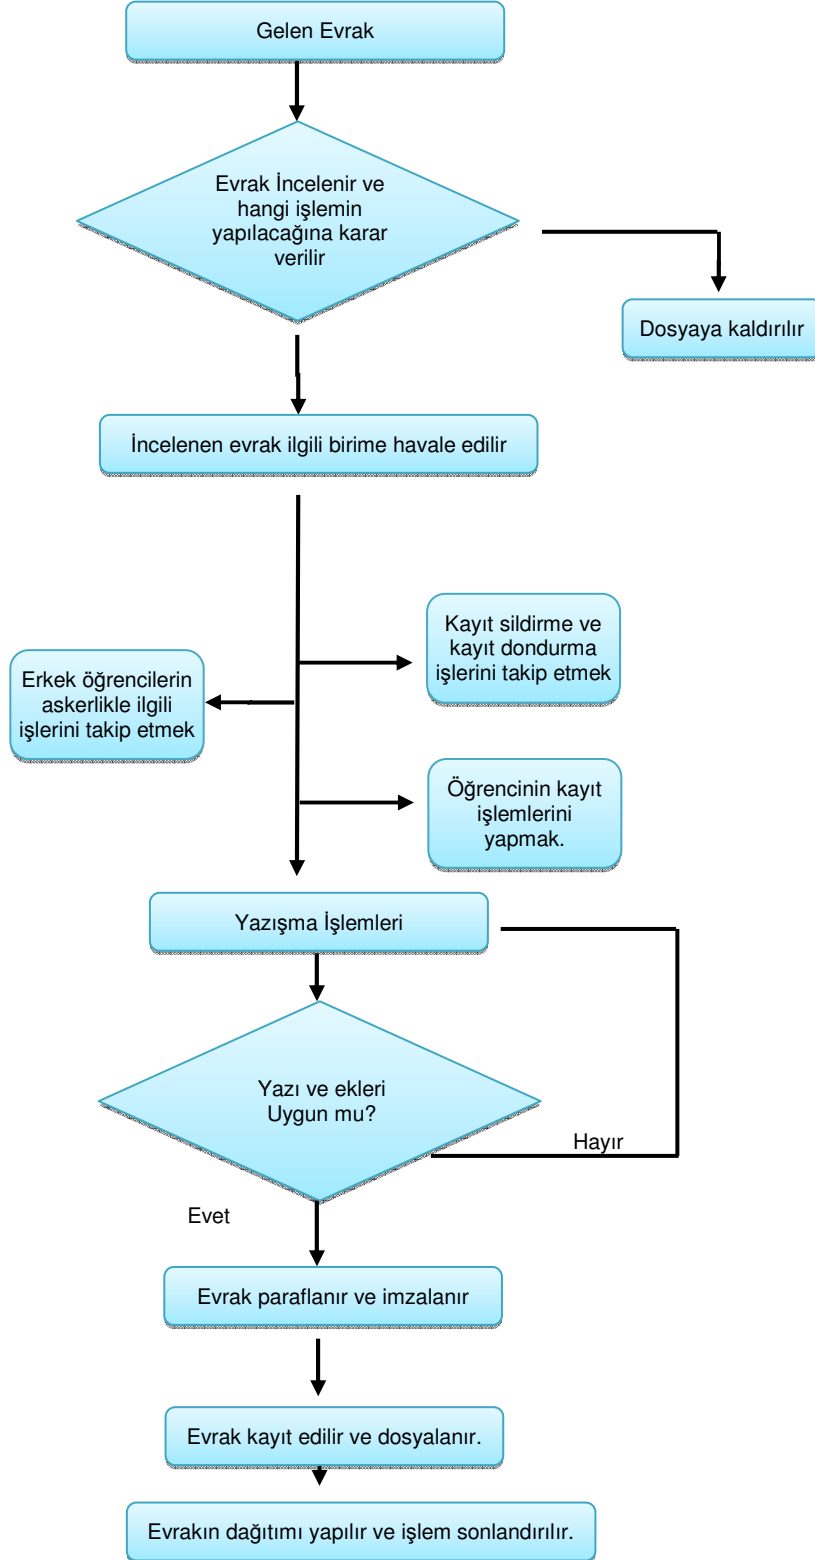 Gelen Evrak
Evrak İncelenir ve
hangi işlemin
yapılacağına karar
verilir
Dosyaya kaldırılır
İncelenen evrak ilgili birime havale edilir
Kayıt sildirme ve
kayıt dondurma
işlerini takip etmek
Erkek öğrencilerin
askerlikle ilgili
işlerini takip etmek
Öğrencinin kayıt
işlemlerini
yapmak.
Yazışma İşlemleri
Yazı ve ekleri
Uygun mu?
Hayır
Evet
Evrak paraflanır ve imzalanır
Evrak kayıt edilir ve dosyalanır.
Evrakın dağıtımı yapılır ve işlem sonlandırılır.